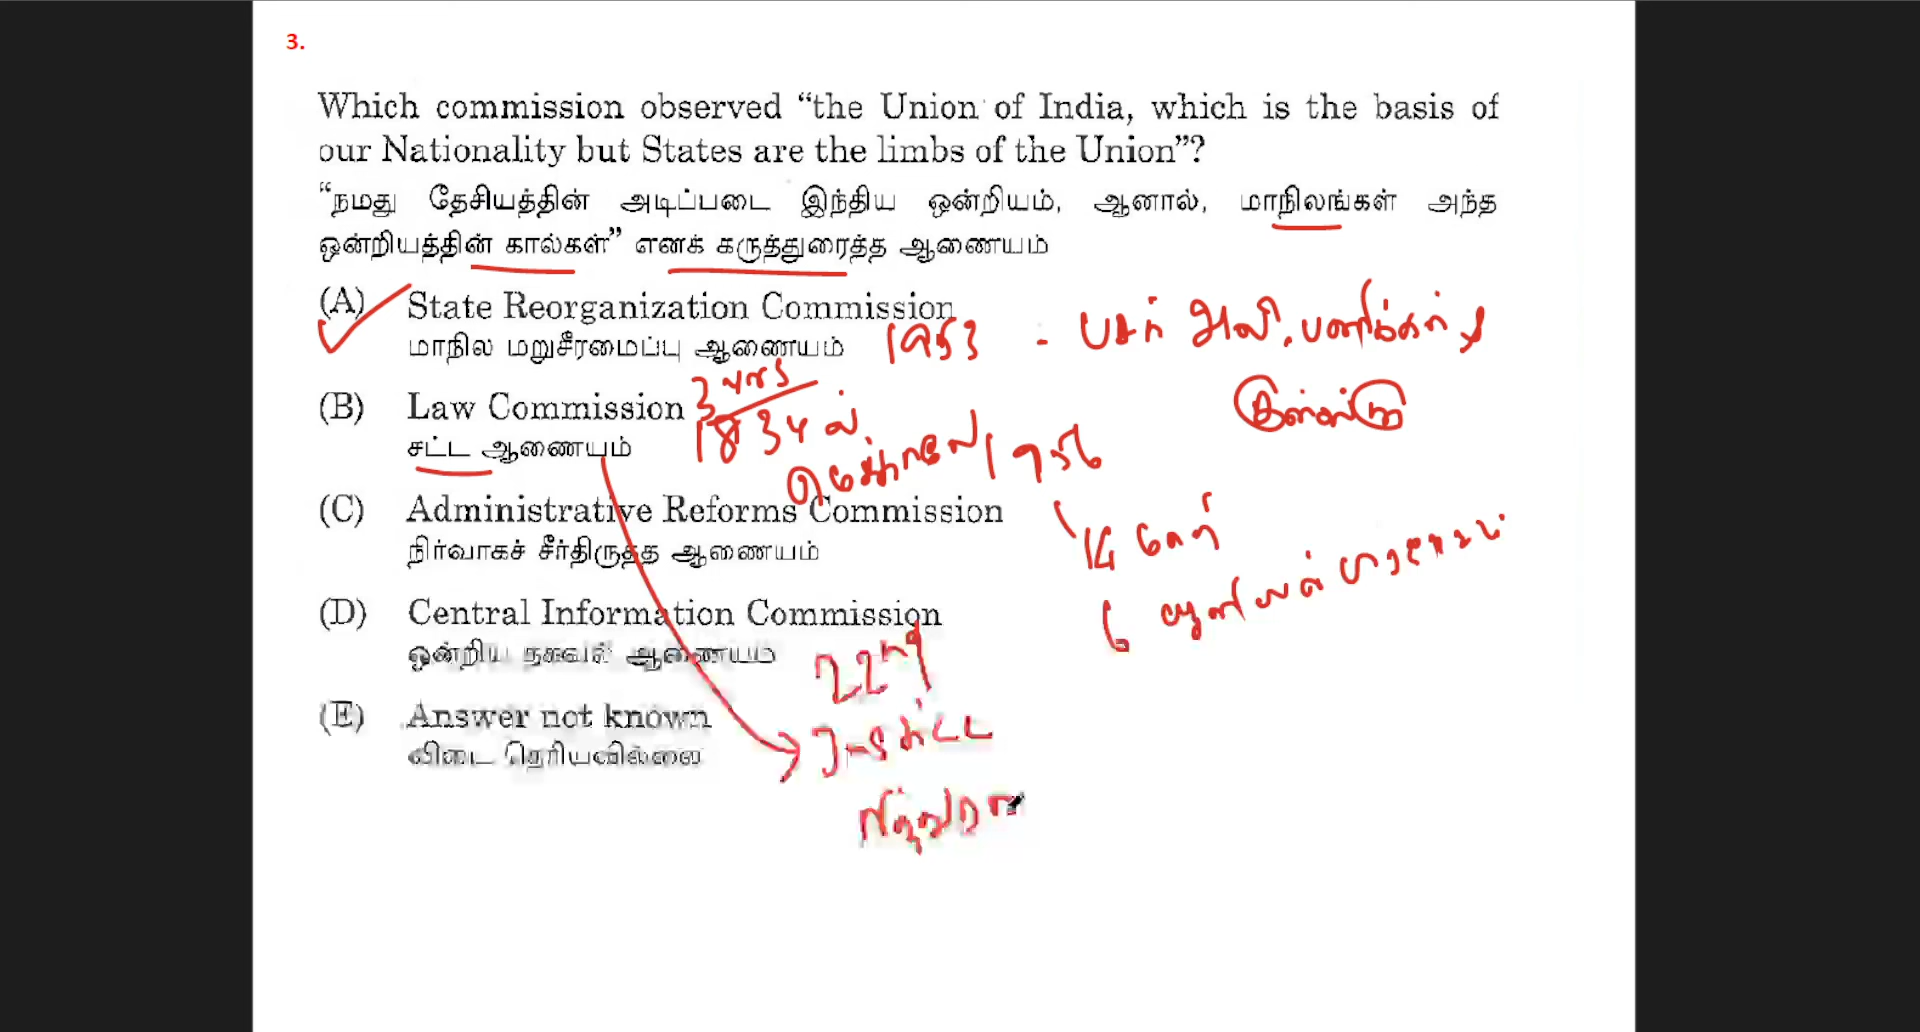 3.
Which commission observed “the Union of India, which is the basis of
our Nationality but States are the limbs of the Union”?
“நமது தேசியத்தின் அடிப்படை இந்திய ஒன்றியம், ஆனால், மாநிலங்கள் அந்த
ஒன்றியத்தின் கால்கள்” எனக் கருத்துரைத்த ஆணையம்
(A) State Reorganization Commission
மாநில மறுசீரமைப்பு ஆணையம்
1953 -
(B) Law Commission
சட்ட ஆணையம்
3 yrs
1834 ல்
1956
(C) Administrative Reforms Commission
நிர்வாகச் சீர்திருத்த ஆணையம்
14
6
(D) Central Information Commission
ஒன்றிய தகவல் ஆணையம்
22nd
(E) Answer not known
விடை தெரியவில்லை